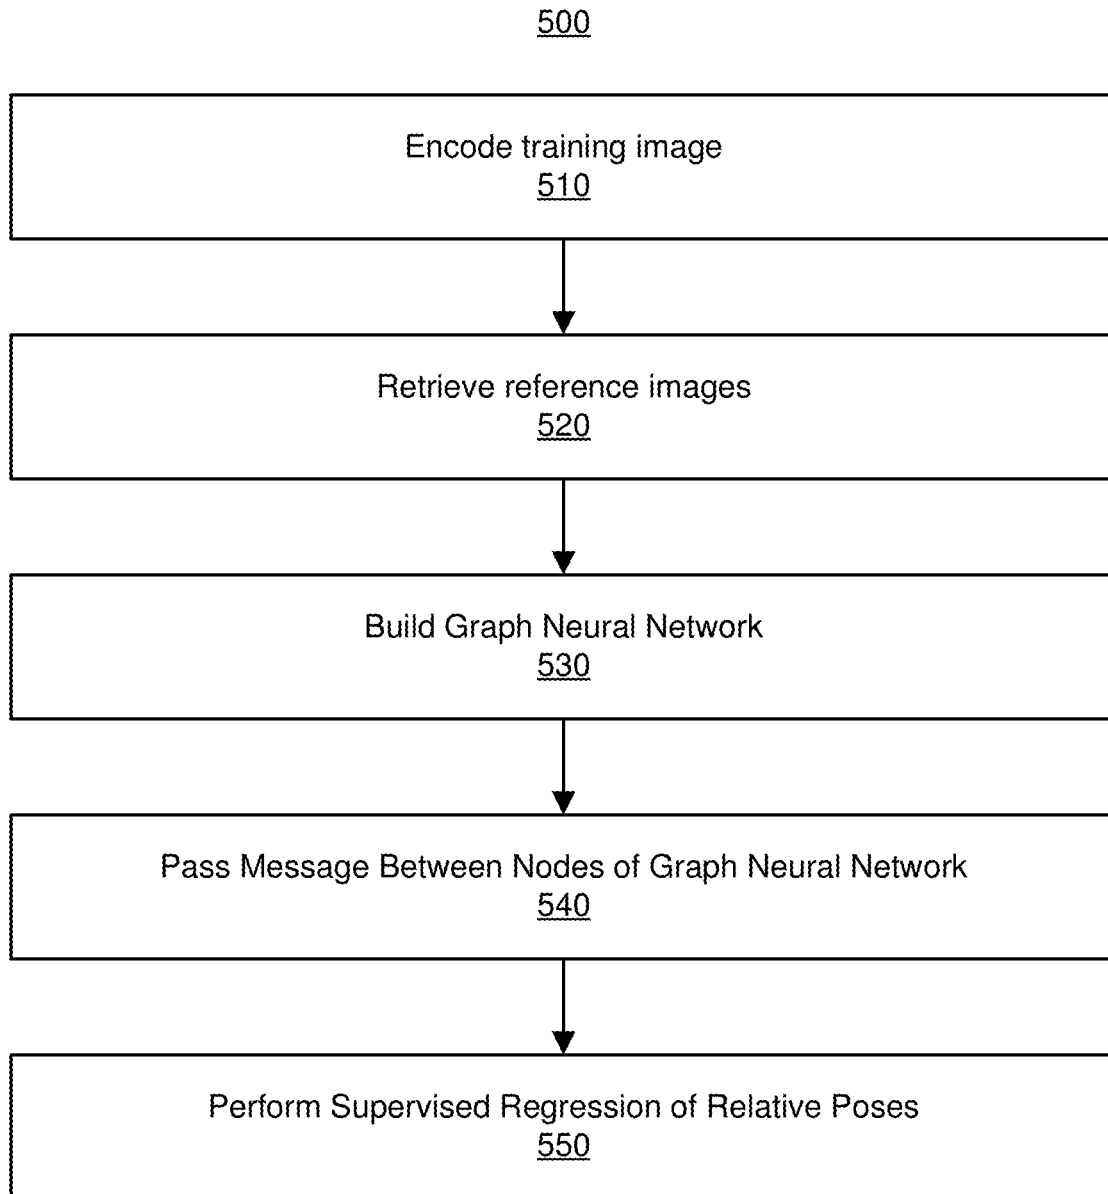 500
Encode training image
510
Retrieve reference images
520
Build Graph Neural Network
530
Pass Message Between Nodes of Graph Neural Network
540
Perform Supervised Regression of Relative Poses
550